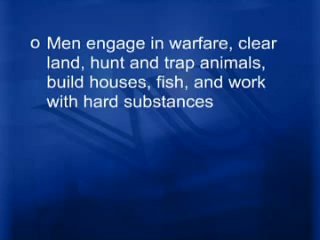 o Men engage in warfare, clear
land, hunt and trap animals,
build houses, fish, and work
with hard substances